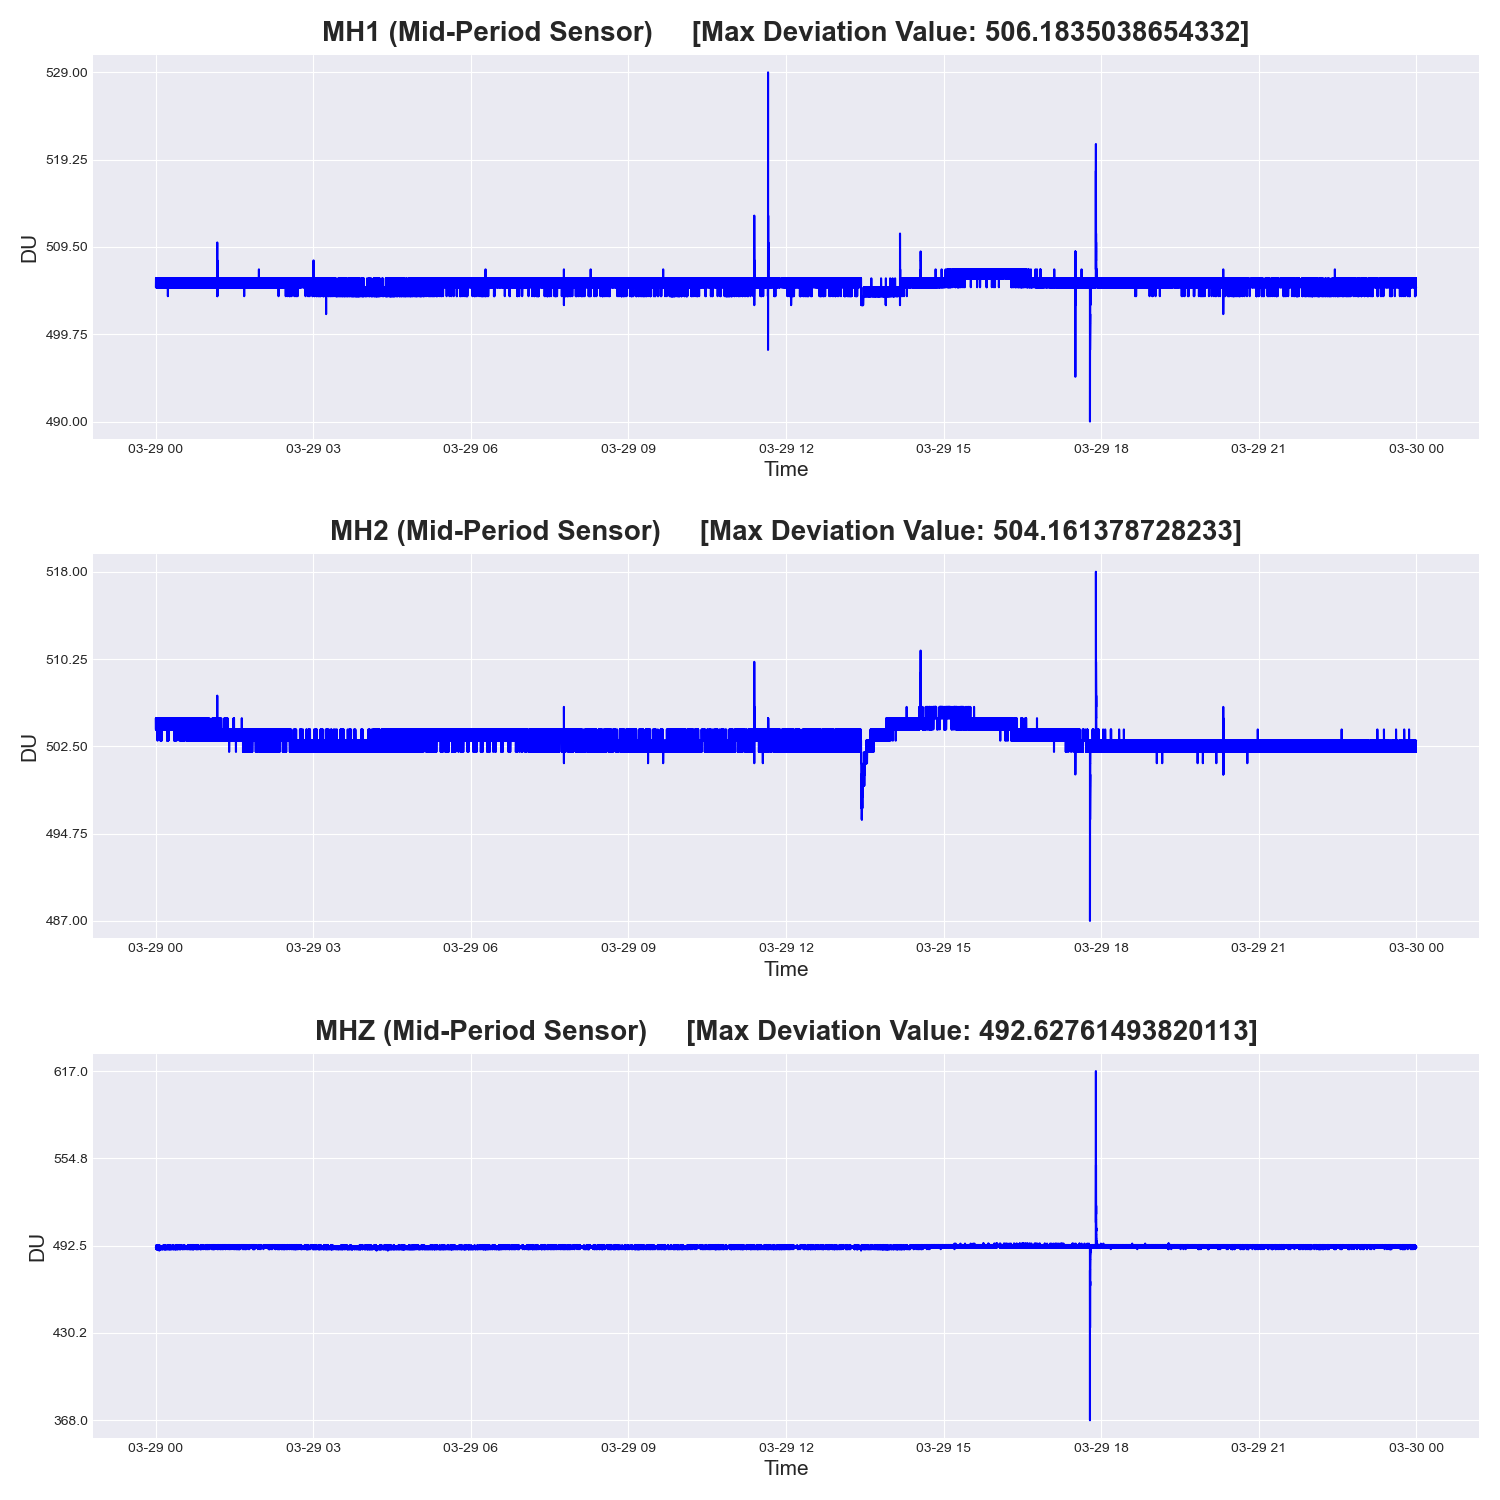 MH1 (Mid-Period Sensor) [Max Deviation Value: 506.1835038654332]
529.00
519.25
509.50
499.75
490.00
DU
03-29 00 03-29 03 03-29 06 03-29 09 03-29 12 03-29 15 03-29 18 03-29 21 03-30 00
Time
MH2 (Mid-Period Sensor) [Max Deviation Value: 504.161378728233]
518.00
510.25
502.50
494.75
487.00
DU
03-29 00 03-29 03 03-29 06 03-29 09 03-29 12 03-29 15 03-29 18 03-29 21 03-30 00
Time
MHZ (Mid-Period Sensor) [Max Deviation Value: 492.62761493820113]
617.0
554.8
492.5
430.2
368.0
DU
03-29 00 03-29 03 03-29 06 03-29 09 03-29 12 03-29 15 03-29 18 03-29 21 03-30 00
Time